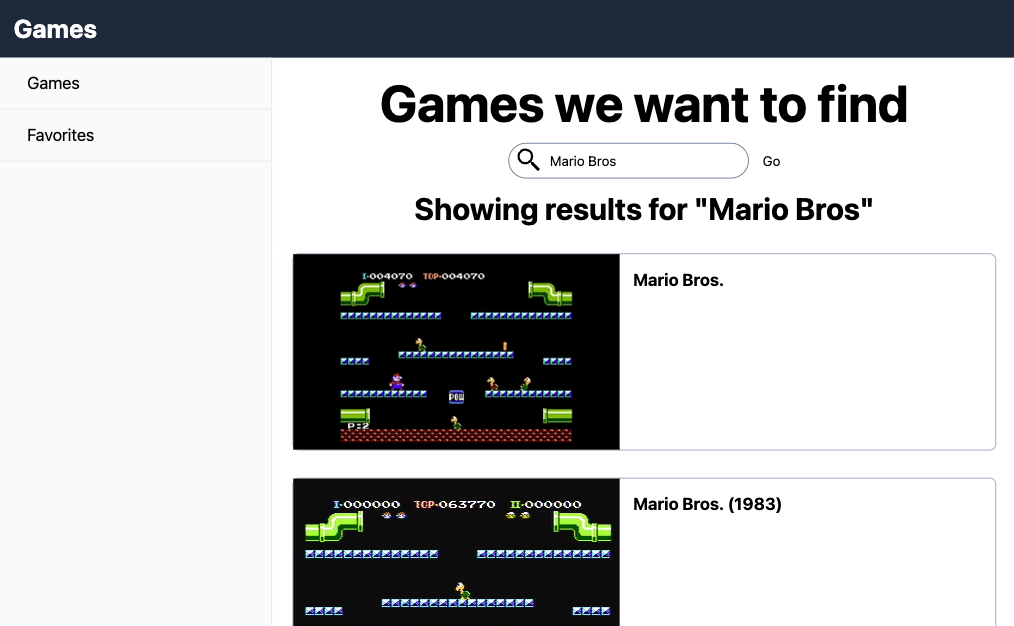 Games
Games
Favorites
Games we want to find
Mario Bros
Go
Showing results for "Mario Bros"
I-004070 TOP-004070
Mario Bros.
POW
P=2
I-000000 TOP-063770 II-000000
Mario Bros. (1983)